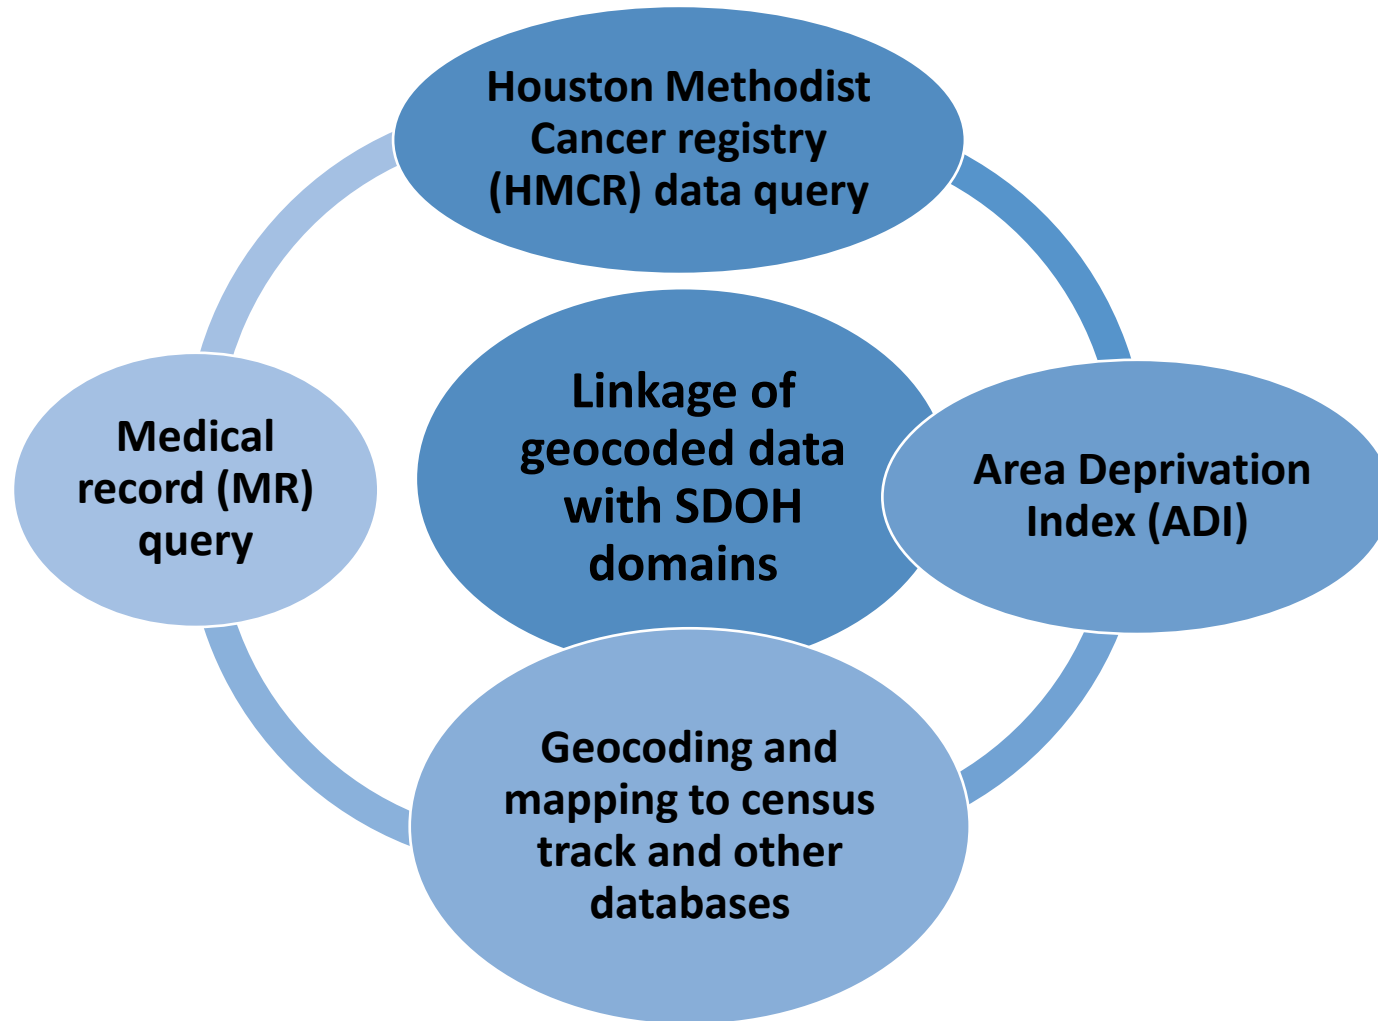 Houston Methodist
Cancer registry
(HMCR) data query
Linkage of
geocoded data
with SDOH
domains
Medical
record (MR)
query
Area Deprivation
Index (ADI)
Geocoding and
mapping to census
track and other
databases